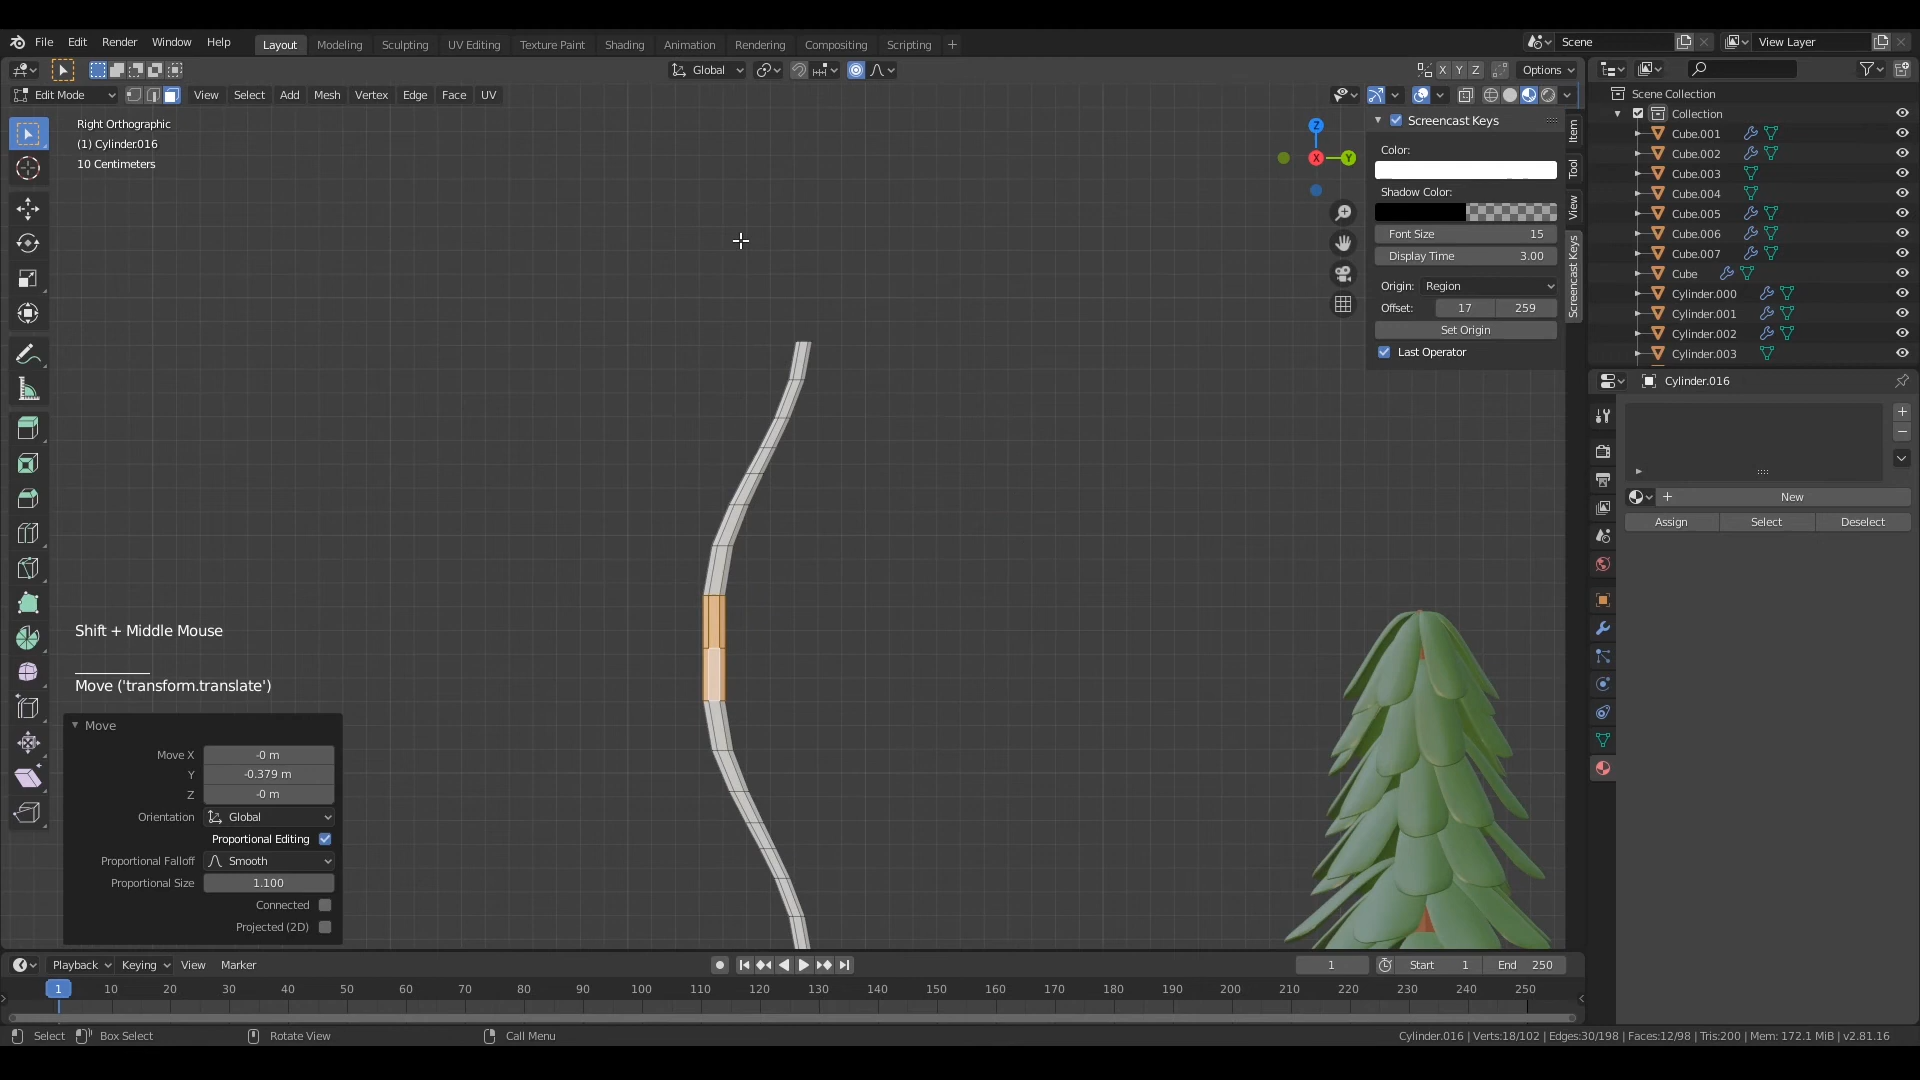 File Edit Render Window Help
Layout Modeling Sculpting UV Editing Texture Paint Shading Animation Rendering Compositing Scripting +
Scene
View Layer
Global
X Y Z Options
Edit Mode
View Select Add Mesh Vertex Edge Face UV
Right Orthographic
(1) Cylinder.016
10 Centimeters
Z
X
Y
Screencast Keys
Color:
Shadow Color:
Font Size 15
Display Time 3.00
Origin: Region
Offset: 17 259
Set Origin
Last Operator
Item
Tool
View
Screencast Keys
Scene Collection
Collection
Cube.001
Cube.002
Cube.003
Cube.004
Cube.005
Cube.006
Cube.007
Cube
Cylinder.000
Cylinder.001
Cylinder.002
Cylinder.003
Cylinder.016
New
Assign Select Deselect
Shift + Middle Mouse
Move ('transform.translate')
Move
Move X -0 m
Y -0.379 m
Z -0 m
Orientation Global
Proportional Editing
Proportional Falloff Smooth
Proportional Size 1.100
Connected
Projected (2D)
Playback Keying View Marker
1 Start 1 End 250
1 10 20 30 40 50 60 70 80 90 100 110 120 130 140 150 160 170 180 190 200 210 220 230 240 250
Select Box Select Rotate View Call Menu
Cylinder.016 | Verts:18/102 | Edges:30/198 | Faces:12/98 | Tris:200 | Mem: 172.1 MiB | v2.81.16